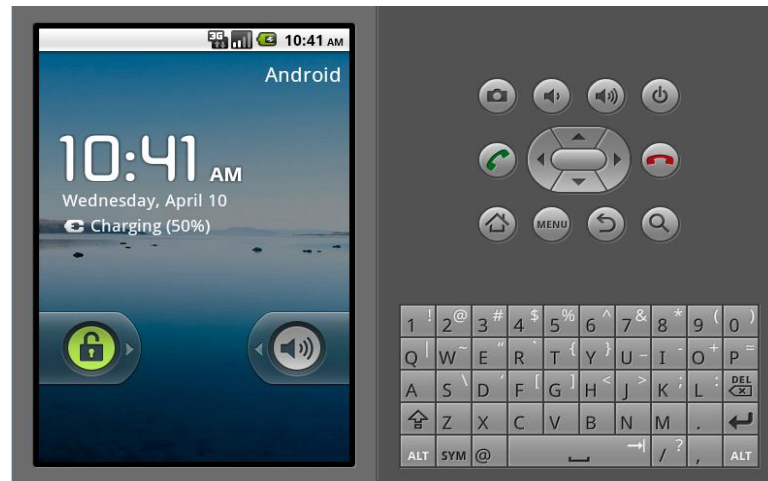 3G 10:41 AM
Android
10:41 AM
Wednesday, April 10
Charging (50%)
MENU
1 ! 2 @ 3 # 4 $ 5 % 6 ^ 7 & 8 * 9 ( 0 )
Q | W ~ E " R ` T { Y } U _ I - O + P =
A S \ D ' F [ G ] H < J > K ; L : DEL
Z X C V B N M .
ALT SYM @ / ? , ALT